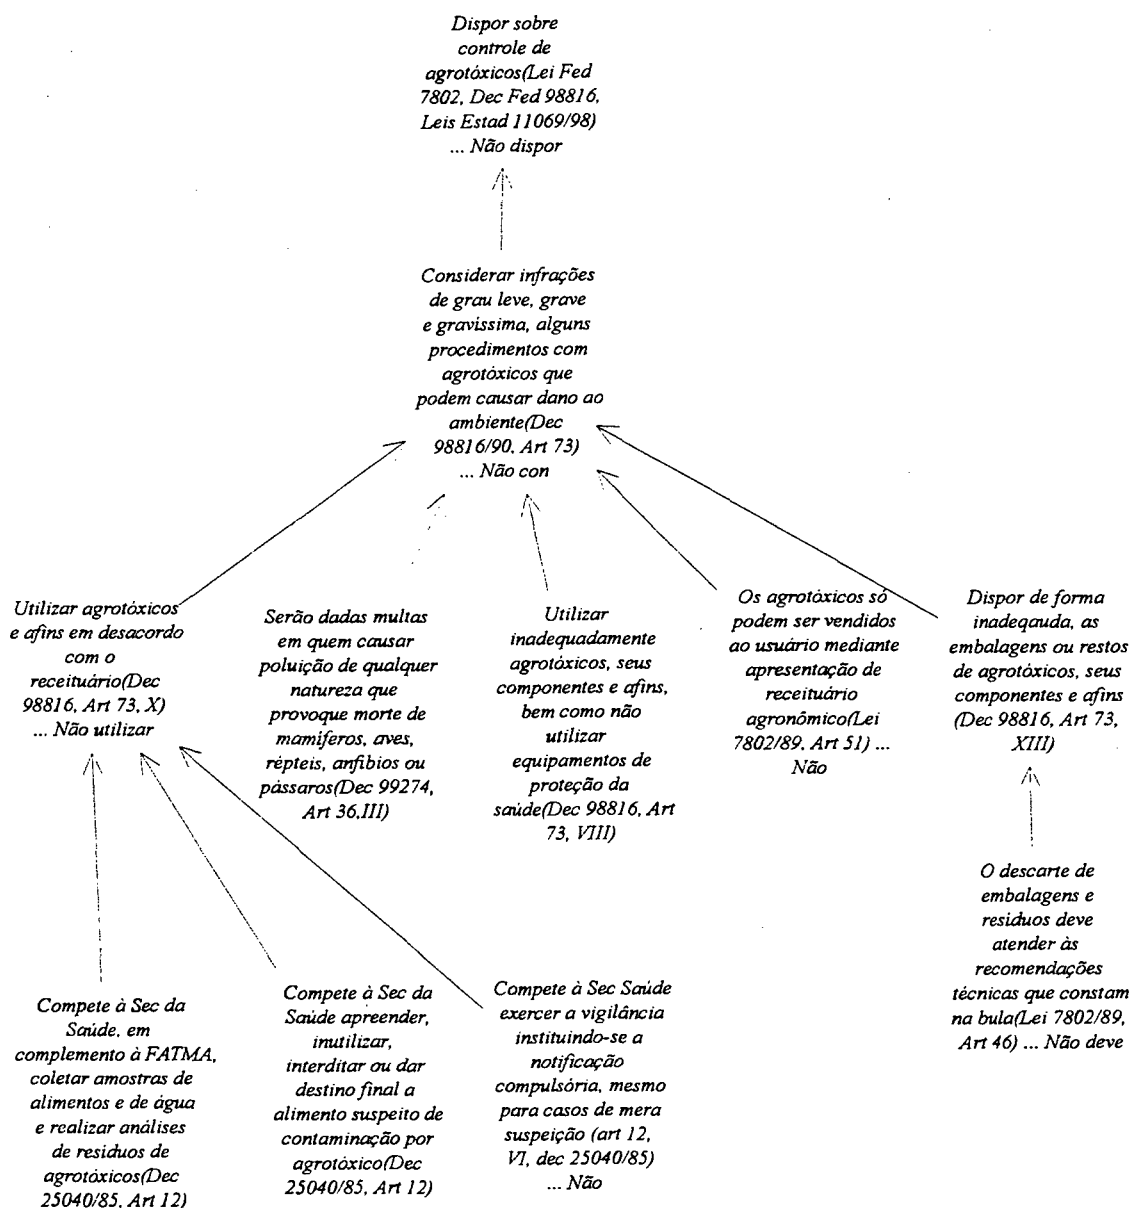 Dispor sobre
controle de
agrotóxicos(Lei Fed
7802, Dec Fed 98816,
Leis Estad 11069/98)
... Não dispor
Considerar infrações
de grau leve, grave
e gravissima, alguns
procedimentos com
agrotóxicos que
podem causar dano ao
ambiente(Dec
98816/90, Art 73)
... Não con
Utilizar agrotóxicos
e afins em desacordo
com o
receituário(Dec
98816, Art 73, X)
... Não utilizar
Serão dadas multas
em quem causar
poluição de qualquer
natureza que
provoque morte de
mamíferos, aves,
répteis, anfibios ou
pássaros(Dec 99274,
Art 36,III)
Utilizar
inadequadamente
agrotóxicos, seus
componentes e afins,
bem como não
utilizar
equipamentos de
proteção da
saúde(Dec 98816, Art
73, VIII)
Os agrotóxicos só
podem ser vendidos
ao usuário mediante
apresentação de
receituário
agronômico(Lei
7802/89, Art 51) ...
Não
Dispor de forma
inadeqauda, as
embalagens ou restos
de agrotóxicos, seus
componentes e afins
(Dec 98816, Art 73,
XIII)
O descarte de
embalagens e
residuos deve
atender às
recomendações
técnicas que constam
na bula(Lei 7802/89,
Art 46) ... Não deve
Compete à Sec da
Saúde, em
complemento à FATMA,
coletar amostras de
alimentos e de água
e realizar análises
de residuos de
agrotóxicos(Dec
25040/85, Art 12)
Compete à Sec da
Saúde apreender,
inutilizar,
interditar ou dar
destino final a
alimento suspeito de
contaminação por
agrotóxico(Dec
25040/85, Art 12)
Compete à Sec Saúde
exercer a vigilância
instituindo-se a
notificação
compulsória, mesmo
para casos de mera
suspeição (art 12,
VI, dec 25040/85)
... Não